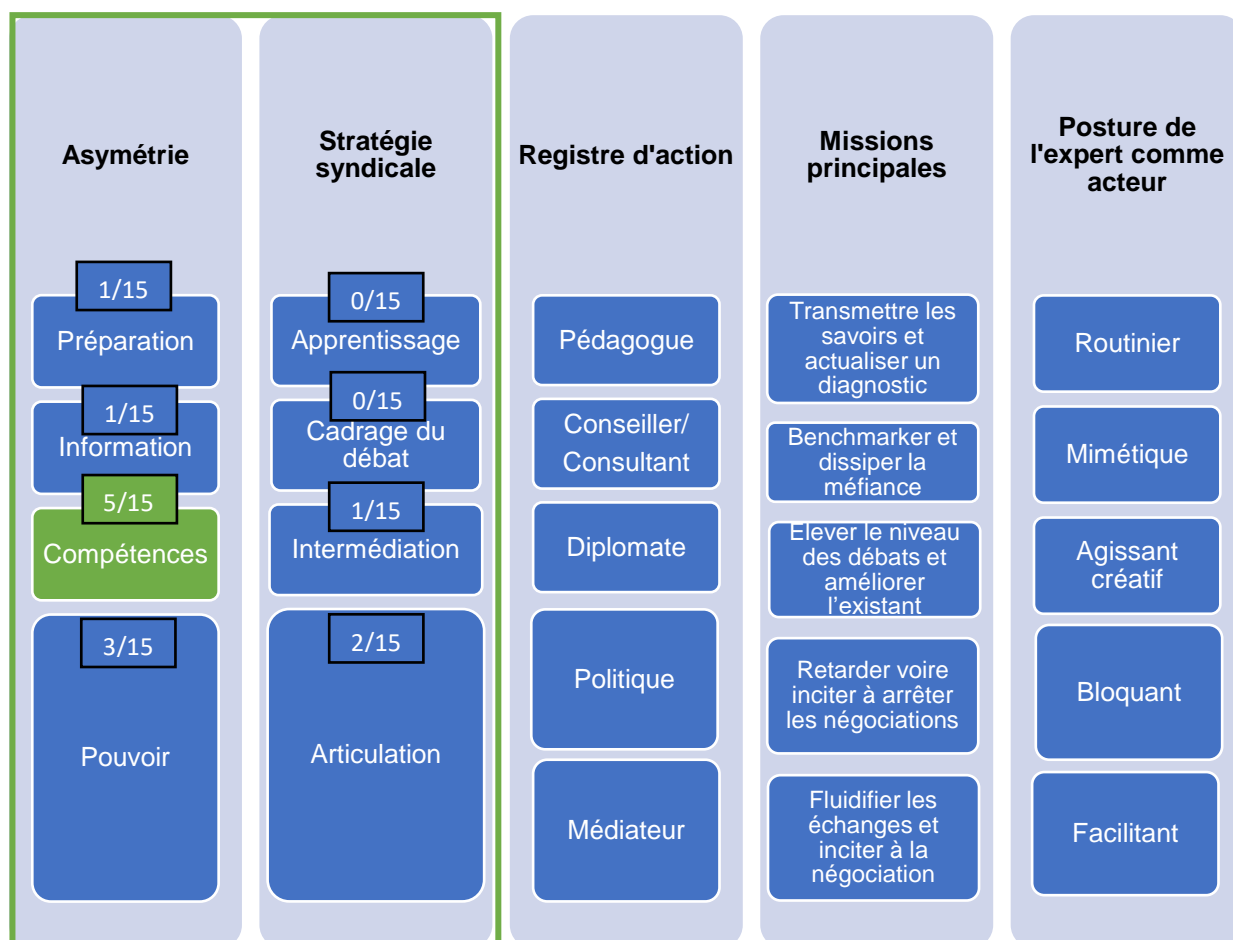 Asymétrie
1/15
Préparation
1/15
Information
5/15
Compétences
3/15
Pouvoir
Stratégie
syndicale
0/15
Apprentissage
0/15
Cadrage du
débat
1/15
Intermédiation
2/15
Articulation
Registre d'action
Pédagogue
Conseiller/
Consultant
Diplomate
Politique
Médiateur
Missions
principales
Transmettre les
savoirs et
actualiser un
diagnostic
Benchmarker et
dissiper la
méfiance
Elever le niveau
des débats et
améliorer
l'existant
Retarder voire
inciter à arrêter
les négociations
Fluidifier les
échanges et
inciter à la
négociation
Posture de
l'expert comme
acteur
Routinier
Mimétique
Agissant
créatif
Bloquant
Facilitant